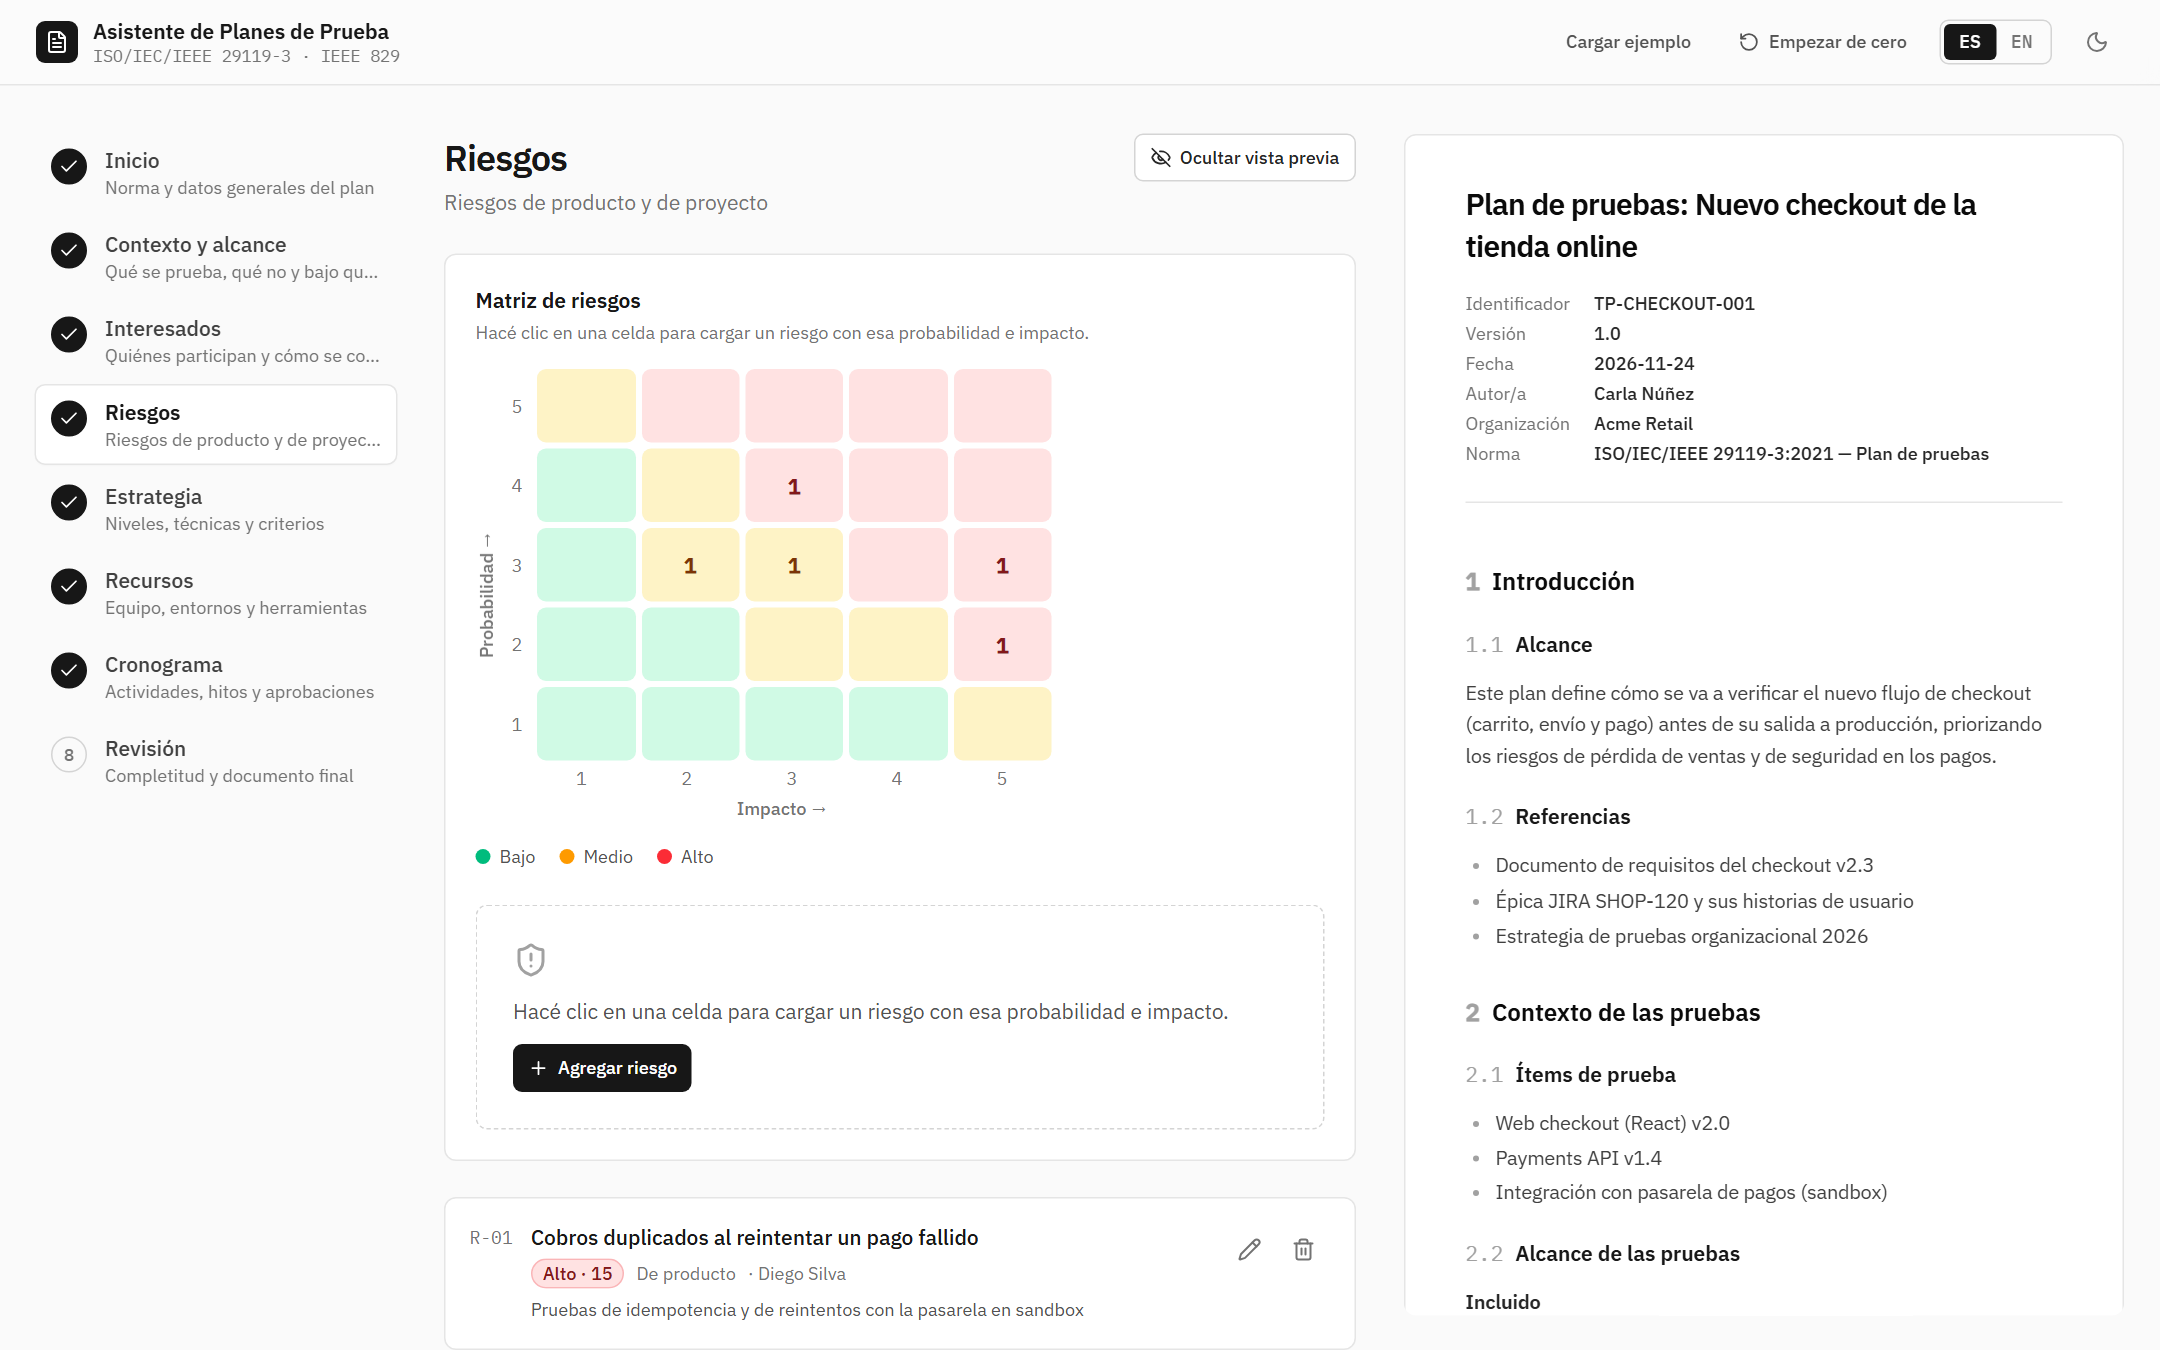 Asistente de Planes de Prueba
ISO/IEC/IEEE 29119-3 · IEEE 829
Cargar ejemplo
Empezar de cero
ES
EN
Inicio
Norma y datos generales del plan
Contexto y alcance
Qué se prueba, qué no y bajo qu...
Interesados
Quiénes participan y cómo se co...
Riesgos
Riesgos de producto y de proyec...
Estrategia
Niveles, técnicas y criterios
Recursos
Equipo, entornos y herramientas
Cronograma
Actividades, hitos y aprobaciones
8
Revisión
Completitud y documento final
Riesgos
Riesgos de producto y de proyecto
Ocultar vista previa
Matriz de riesgos
Hacé clic en una celda para cargar un riesgo con esa probabilidad e impacto.
Probabilidad →
5
4
1
3
1
1
1
2
1
1
1
2
3
4
5
Impacto →
Bajo
Medio
Alto
Hacé clic en una celda para cargar un riesgo con esa probabilidad e impacto.
+ Agregar riesgo
R-01
Cobros duplicados al reintentar un pago fallido
Alto · 15
De producto · Diego Silva
Pruebas de idempotencia y de reintentos con la pasarela en sandbox
Plan de pruebas: Nuevo checkout de la
tienda online
Identificador TP-CHECKOUT-001
Versión 1.0
Fecha 2026-11-24
Autor/a Carla Núñez
Organización Acme Retail
Norma ISO/IEC/IEEE 29119-3:2021 — Plan de pruebas
1 Introducción
1.1 Alcance
Este plan define cómo se va a verificar el nuevo flujo de checkout
(carrito, envío y pago) antes de su salida a producción, priorizando
los riesgos de pérdida de ventas y de seguridad en los pagos.
1.2 Referencias
• Documento de requisitos del checkout v2.3
• Épica JIRA SHOP-120 y sus historias de usuario
• Estrategia de pruebas organizacional 2026
2 Contexto de las pruebas
2.1 Ítems de prueba
• Web checkout (React) v2.0
• Payments API v1.4
• Integración con pasarela de pagos (sandbox)
2.2 Alcance de las pruebas
Incluido